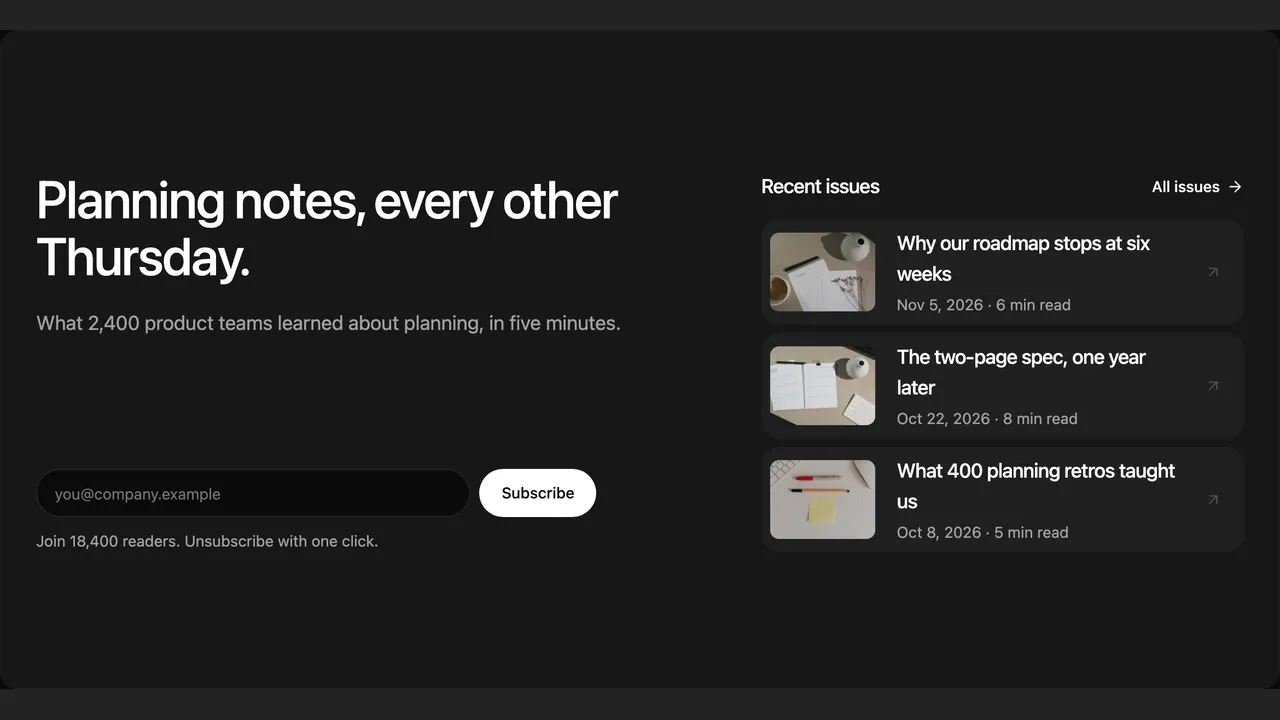 Planning notes, every other
Thursday.
What 2,400 product teams learned about planning, in five minutes.
you@company.example
Subscribe
Join 18,400 readers. Unsubscribe with one click.
Recent issues
All issues
Why our roadmap stops at six
weeks
Nov 5, 2026 · 6 min read
The two-page spec, one year
later
Oct 22, 2026 · 8 min read
What 400 planning retros taught
us
Oct 8, 2026 · 5 min read